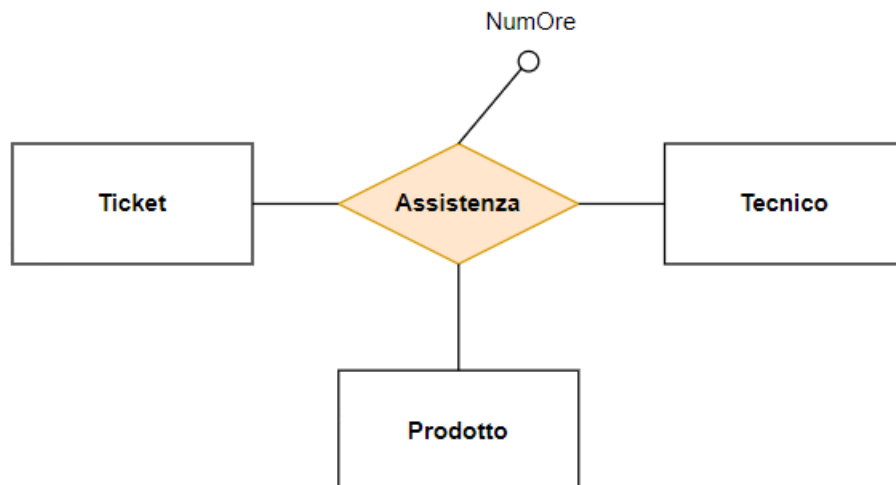 NumOre
Ticket
Assistenza
Tecnico
Prodotto